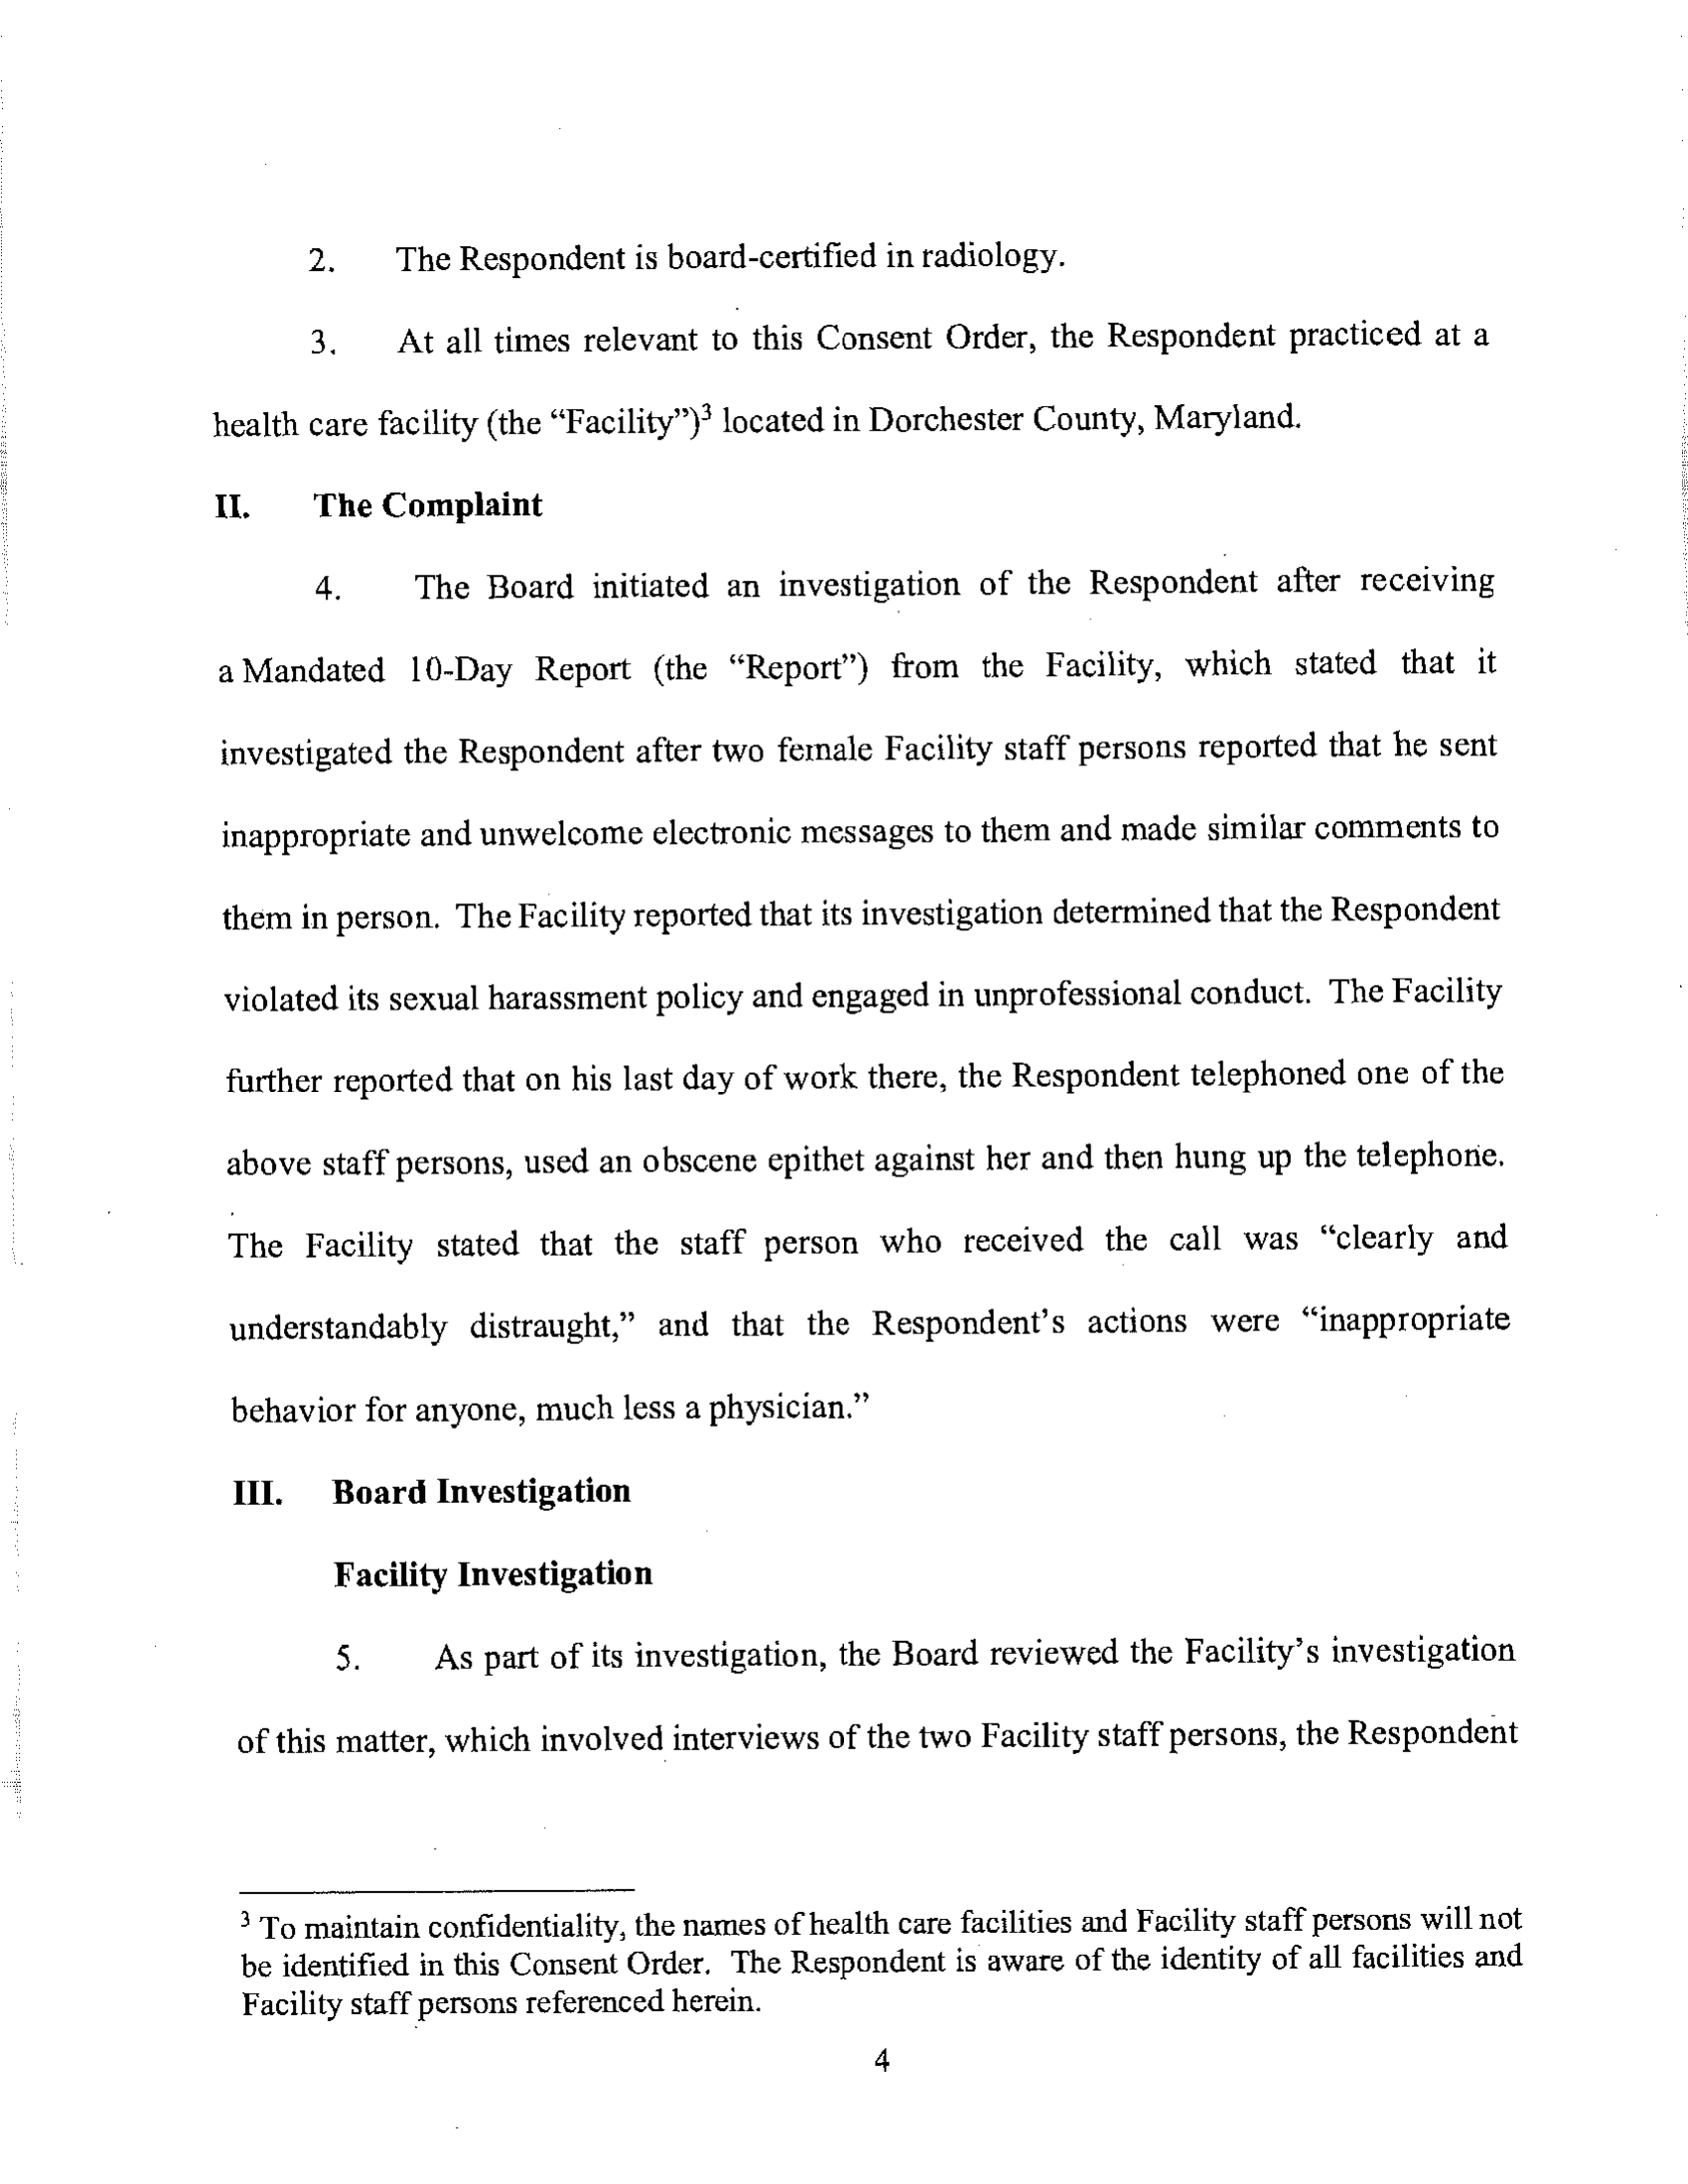 2. The Respondent is board-certified in radiology.
3. At all times relevant to this Consent Order, the Respondent practiced at a
health care facility (the “Facility”)³ located in Dorchester County, Maryland.
II. The Complaint
4. The Board initiated an investigation of the Respondent after receiving
a Mandated 10-Day Report (the “Report”) from the Facility, which stated that it
investigated the Respondent after two female Facility staff persons reported that he sent
inappropriate and unwelcome electronic messages to them and made similar comments to
them in person. The Facility reported that its investigation determined that the Respondent
violated its sexual harassment policy and engaged in unprofessional conduct. The Facility
further reported that on his last day of work there, the Respondent telephoned one of the
above staff persons, used an obscene epithet against her and then hung up the telephone.
The Facility stated that the staff person who received the call was “clearly and
understandably distraught,” and that the Respondent’s actions were “inappropriate
behavior for anyone, much less a physician.”
III. Board Investigation
Facility Investigation
5. As part of its investigation, the Board reviewed the Facility’s investigation
of this matter, which involved interviews of the two Facility staff persons, the Respondent
³ To maintain confidentiality, the names of health care facilities and Facility staff persons will not
be identified in this Consent Order. The Respondent is aware of the identity of all facilities and
Facility staff persons referenced herein.
4